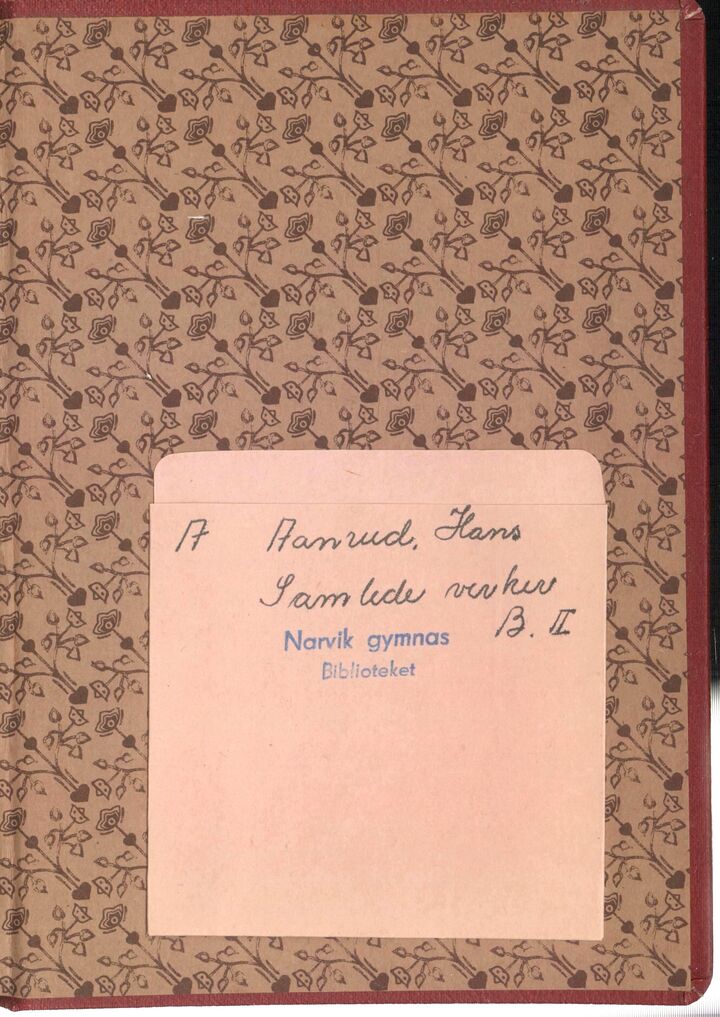 A Aanrud, Hans
Samlede verker
B. II
Narvik gymnas
Biblioteket